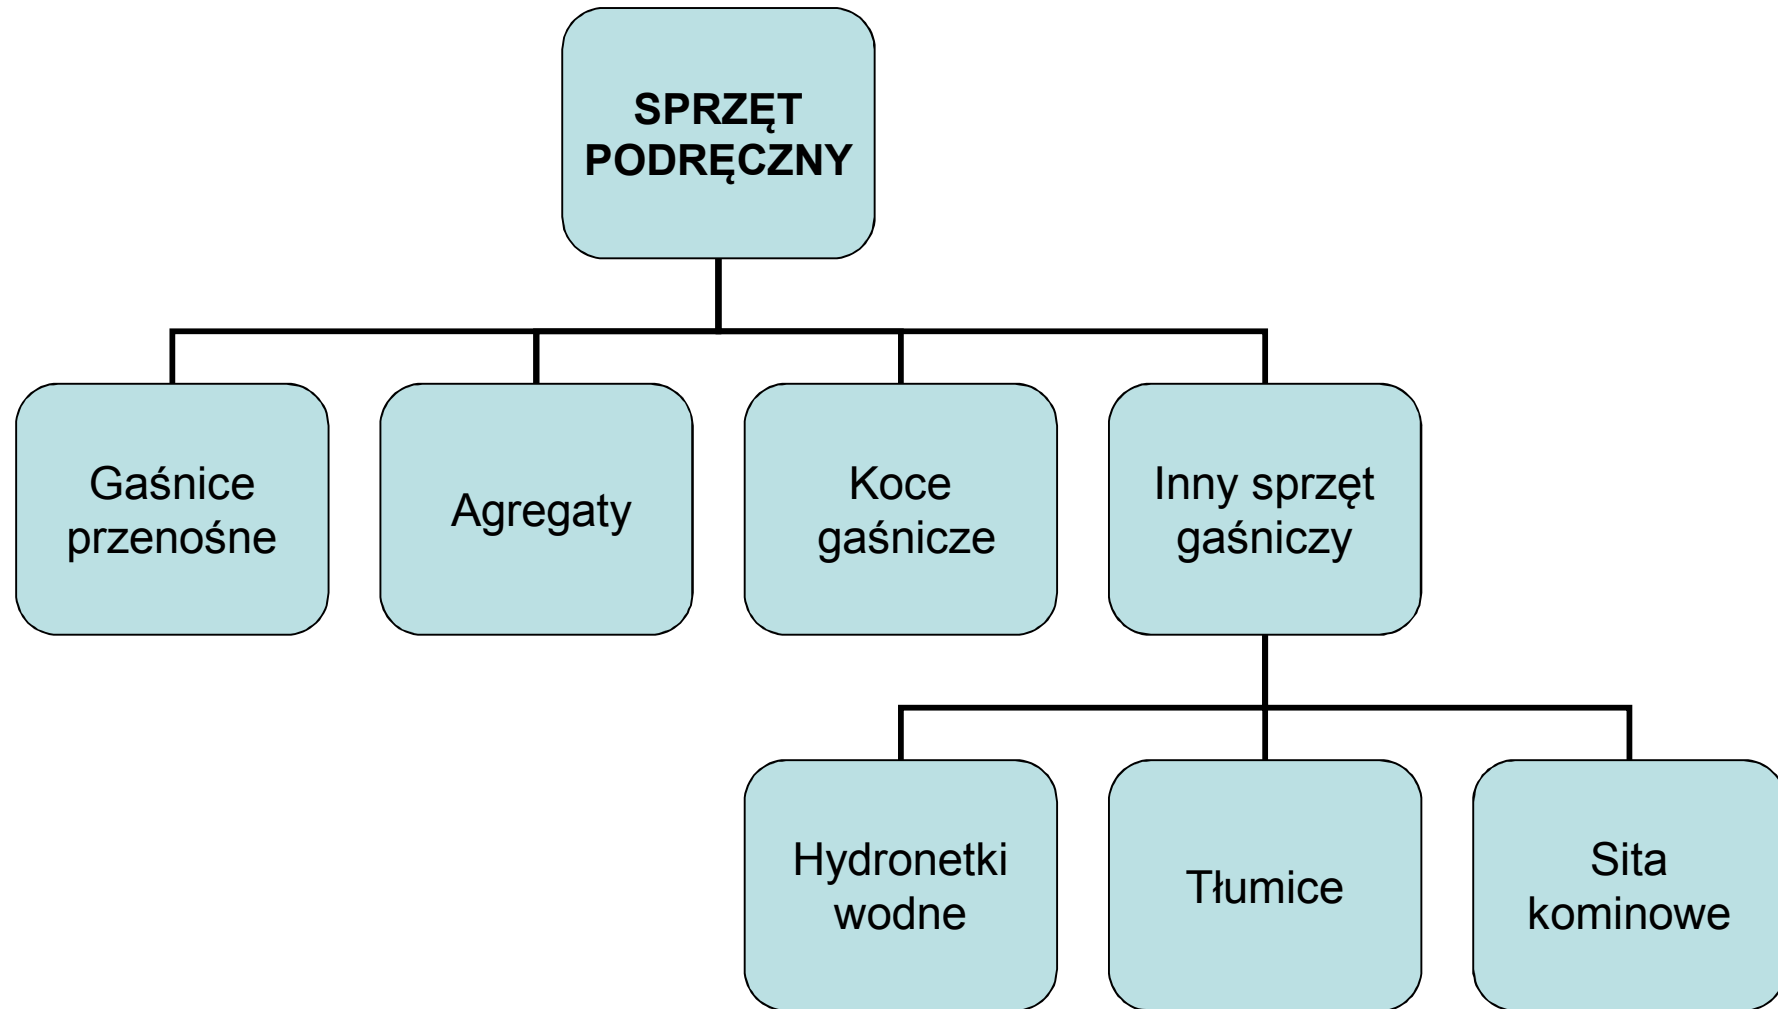 SPRZĘT
PODRĘCZNY
Gaśnice
przenośne
Agregaty
Koce
gaśnicze
Inny sprzęt
gaśniczy
Hydronetki
wodne
Tłumice
Sita
kominowe